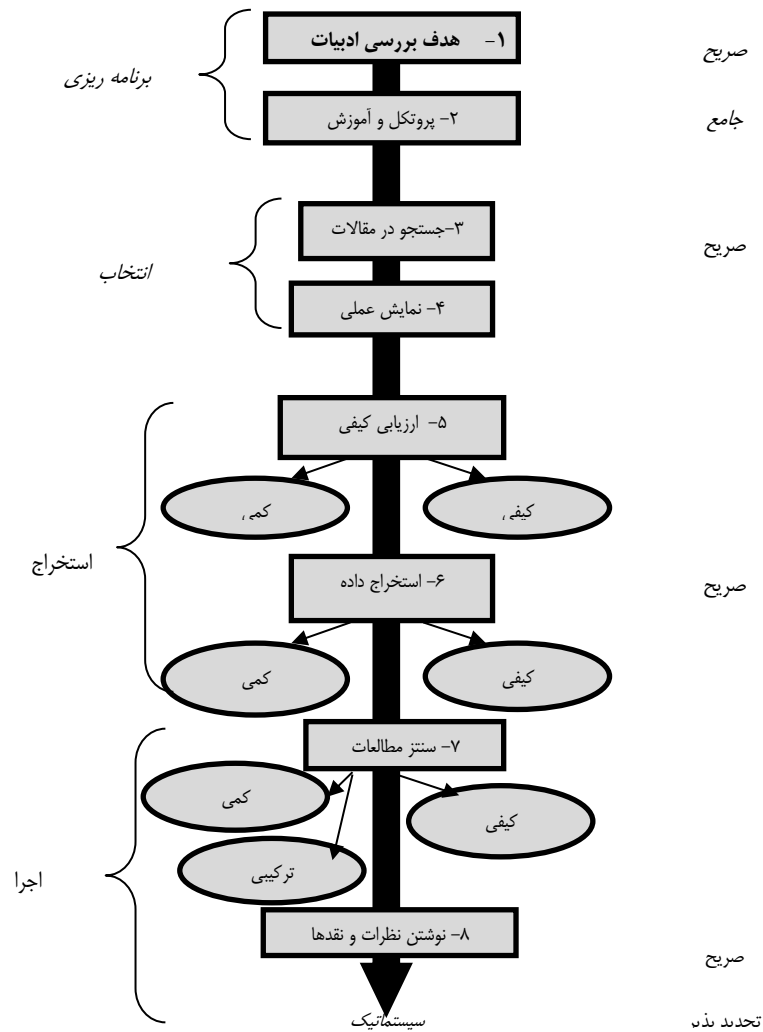 ۱- هدف بررسی ادبیات
صریح
برنامه ریزی
۲- پروتکل و آموزش
جامع
۳-جستجو در مقالات
صریح
انتخاب
۴- نمایش عملی
۵- ارزیابی کیفی
کیفی
کمی
استخراج
۶- استخراج داده
صریح
کیفی
کمی
۷- سنتز مطالعات
کمی
کیفی
ترکیبی
اجرا
۸- نوشتن نظرات و نقدها
صریح
سیستماتیک
تجدید پذیر